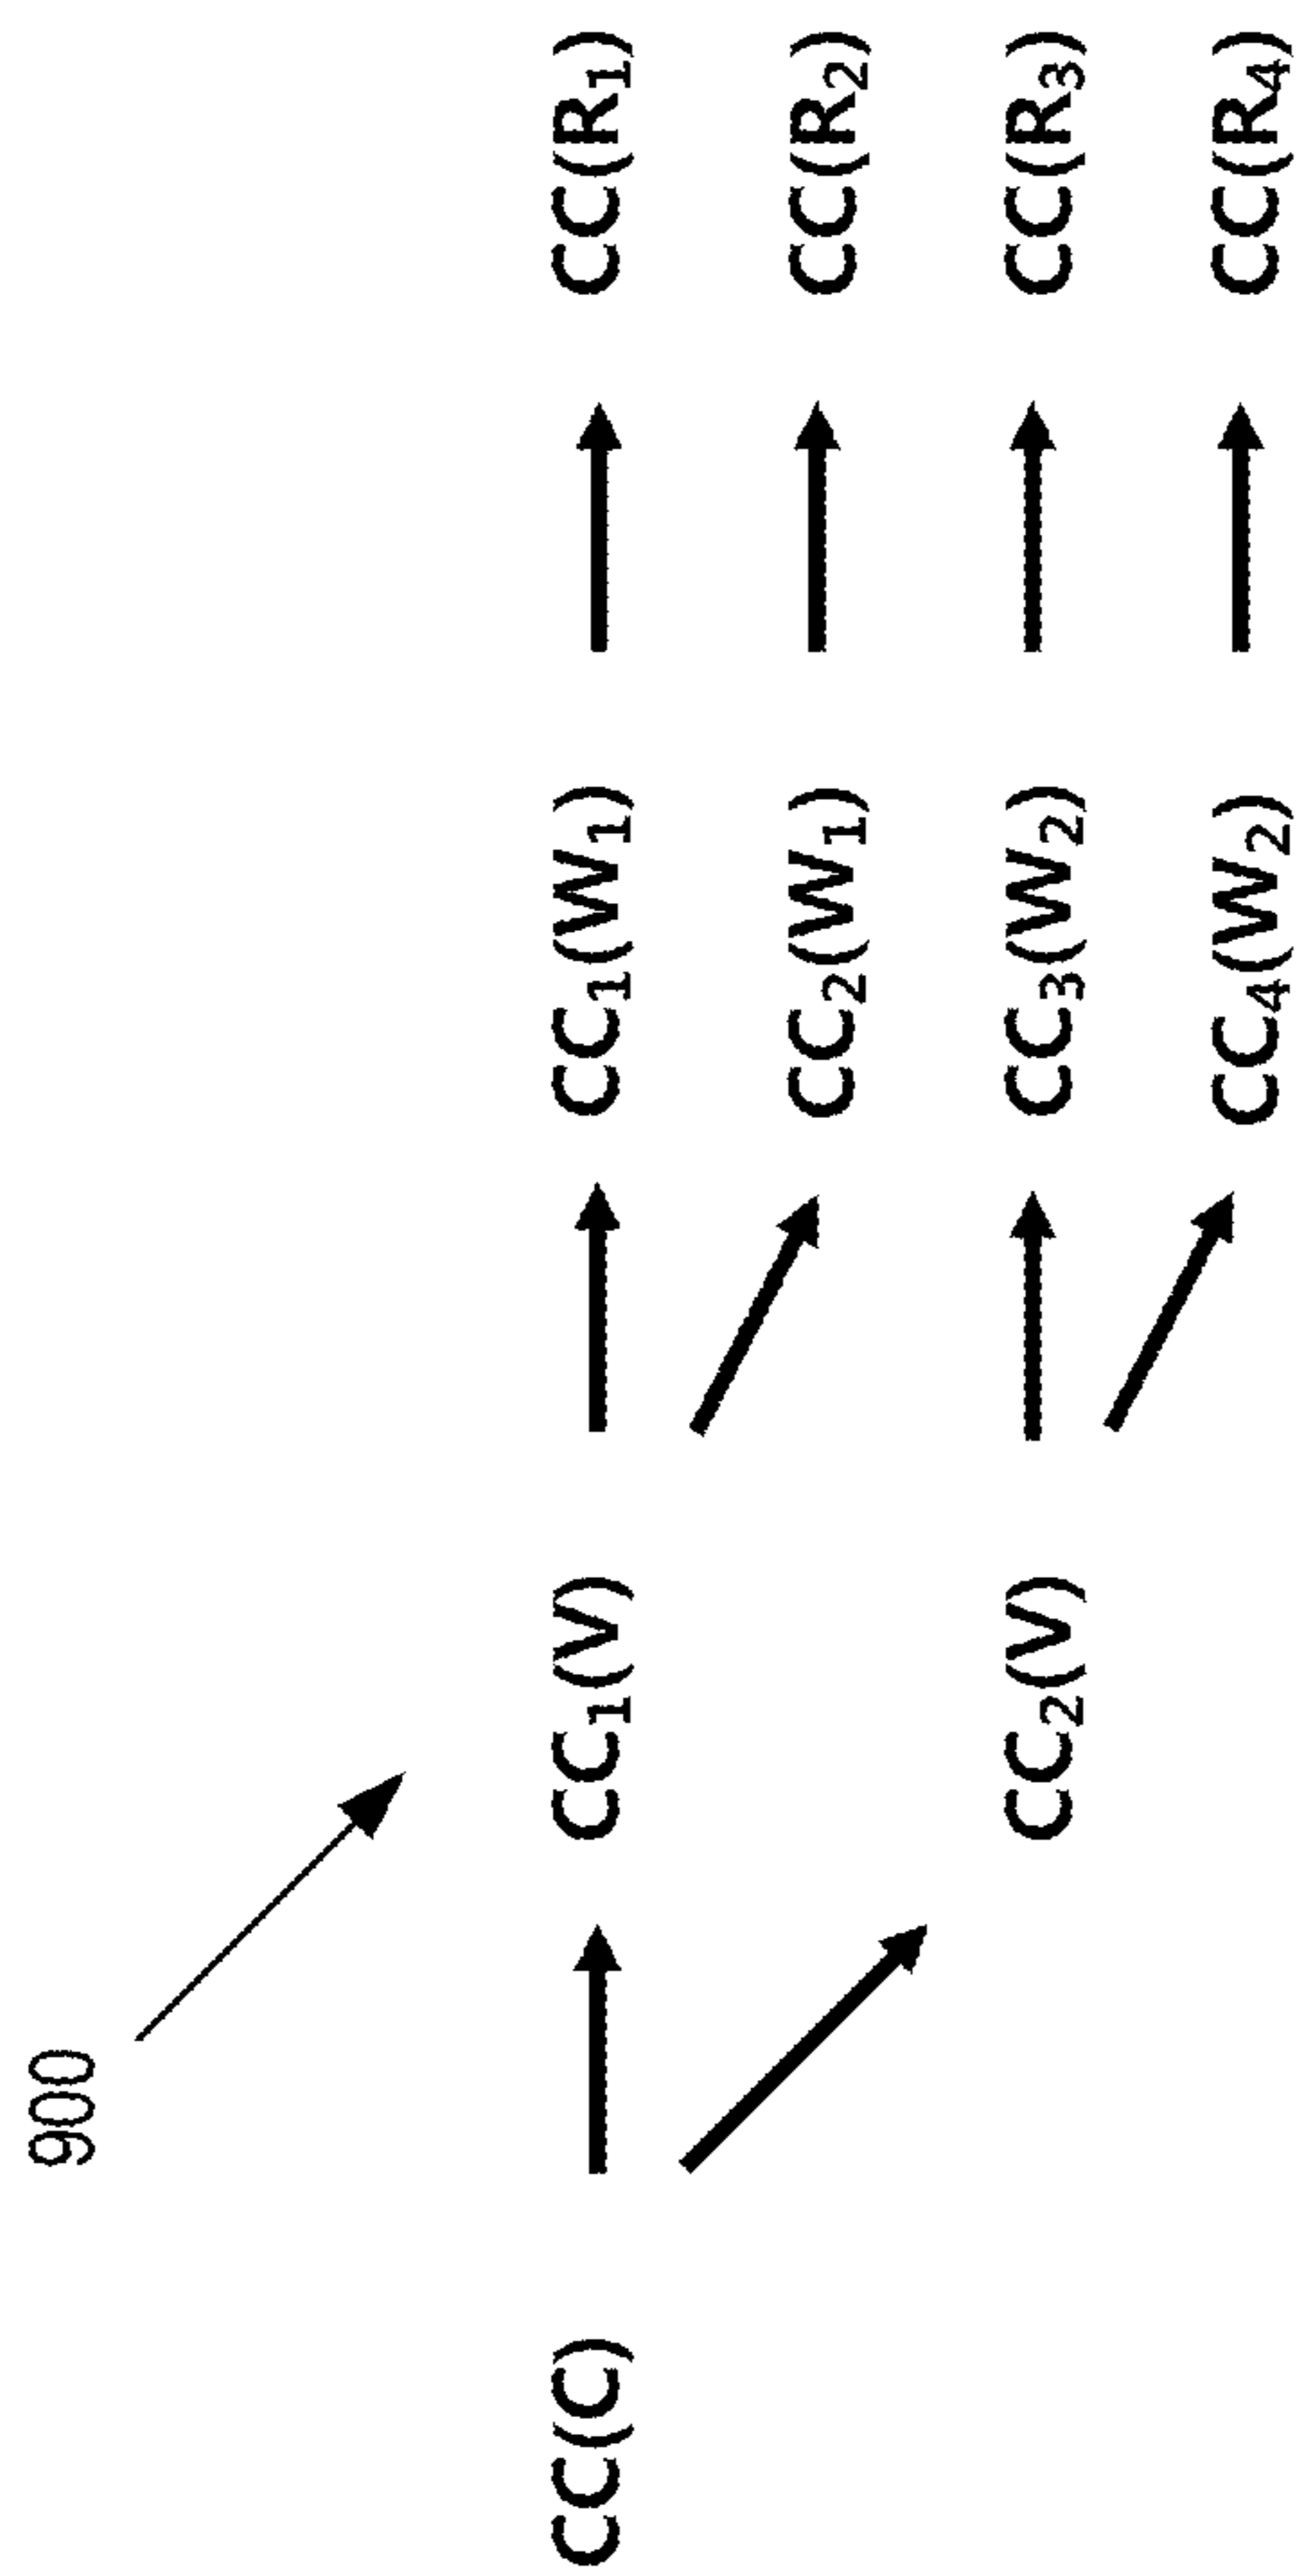 900
CC(C)
CC₁(V)
CC₁(W₁)
CC(R₁)
CC₂(W₁)
CC(R₂)
CC₂(V)
CC₃(W₂)
CC(R₃)
CC₄(W₂)
CC(R₄)